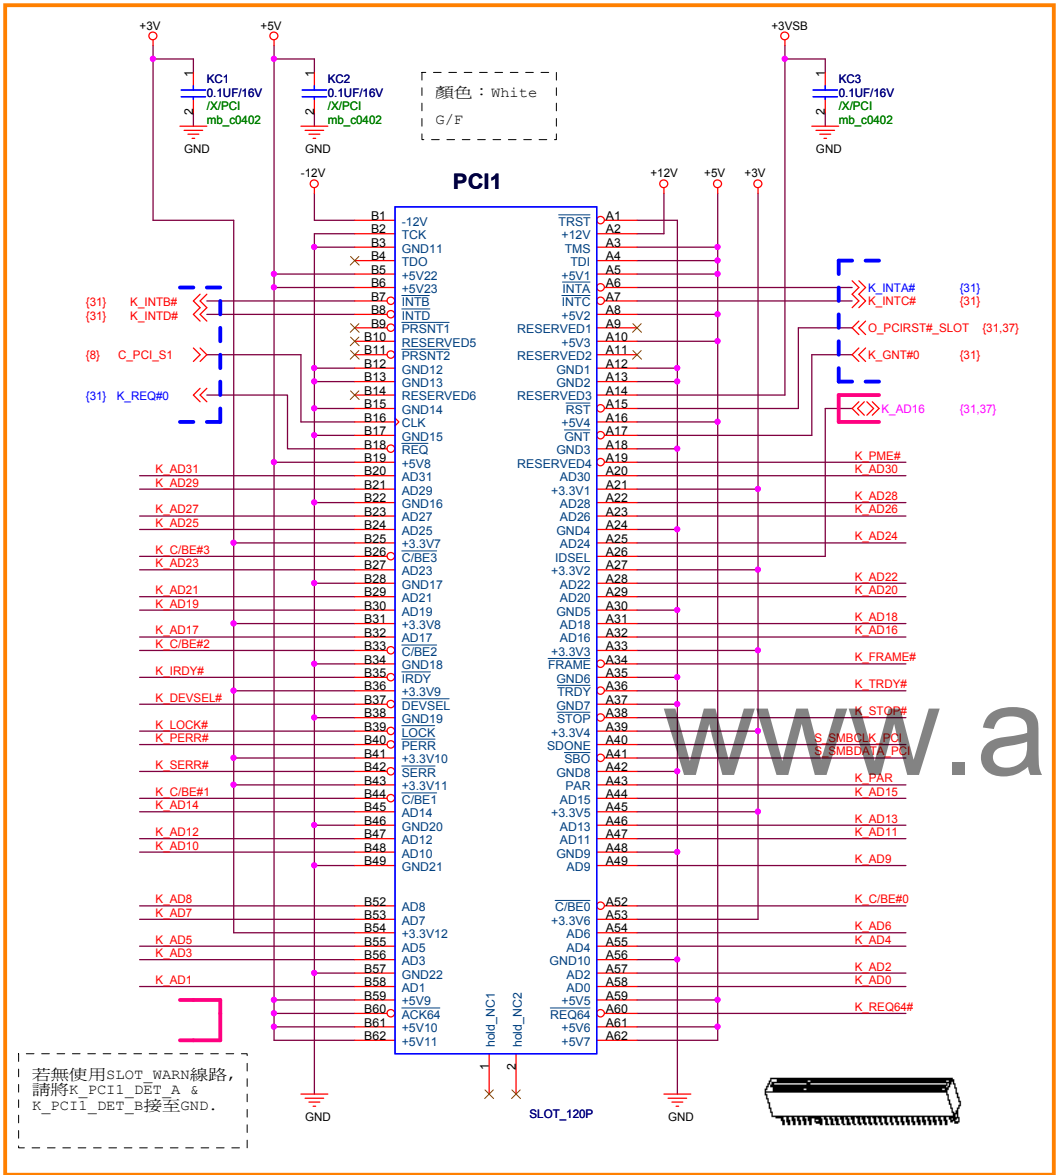 +3V
+5V
+3VSB
1
KC1
0.1UF/16V
/X/PCI
mb_c0402
2
GND
1
KC2
0.1UF/16V
/X/PCI
mb_c0402
2
GND
顏色：White
G/F
1
KC3
0.1UF/16V
/X/PCI
mb_c0402
2
GND
-12V
PCI1
+12V
+5V
+3V
B1 -12V TRST A1
B2 TCK +12V A2
B3 GND11 TMS A3
B4 TDO TDI A4
B5 +5V22 +5V1 A5
B6 +5V23 INTA A6 K_INTA# {31}
{31} K_INTB# B7 INTB INTC A7 K_INTC# {31}
{31} K_INTD# B8 INTD +5V2 A8
B9 PRSNT1 RESERVED1 A9 O_PCIRST#_SLOT {31,37}
B10 RESERVED5 +5V3 A10
{8} C_PCI_S1 B11 PRSNT2 RESERVED2 A11 K_GNT#0 {31}
B12 GND12 GND1 A12
B13 GND13 GND2 A13
{31} K_REQ#0 B14 RESERVED6 RESERVED3 A14
B15 GND14 RST A15 K_AD16 {31,37}
B16 CLK +5V4 A16
B17 GND15 GNT A17
B18 REQ GND3 A18
B19 +5V8 RESERVED4 A19 K_PME#
K_AD31 B20 AD31 AD30 A20 K_AD30
K_AD29 B21 AD29 +3.3V1 A21
B22 GND16 AD28 A22 K_AD28
K_AD27 B23 AD27 AD26 A23 K_AD26
K_AD25 B24 AD25 GND4 A24
B25 +3.3V7 AD24 A25 K_AD24
K_C/BE#3 B26 C/BE3 IDSEL A26
K_AD23 B27 AD23 +3.3V2 A27
B28 GND17 AD22 A28 K_AD22
K_AD21 B29 AD21 AD20 A29 K_AD20
K_AD19 B30 AD19 GND5 A30
B31 +3.3V8 AD18 A31 K_AD18
K_AD17 B32 AD17 AD16 A32 K_AD16
K_C/BE#2 B33 C/BE2 +3.3V3 A33
B34 GND18 FRAME A34 K_FRAME#
K_IRDY# B35 IRDY GND6 A35
B36 +3.3V9 TRDY A36 K_TRDY#
K_DEVSEL# B37 DEVSEL GND7 A37
B38 GND19 STOP A38 K_STOP#
K_LOCK# B39 LOCK +3.3V4 A39
K_PERR# B40 PERR SDONE A40 S_SMBCLK_PCI
B41 +3.3V10 SBO A41 S_SMBDATA_PCI
K_SERR# B42 SERR GND8 A42
B43 +3.3V11 PAR A43 K_PAR
K_C/BE#1 B44 C/BE1 AD15 A44 K_AD15
K_AD14 B45 AD14 +3.3V5 A45
B46 GND20 AD13 A46 K_AD13
K_AD12 B47 AD12 AD11 A47 K_AD11
K_AD10 B48 AD10 GND9 A48
B49 GND21 AD9 A49 K_AD9
K_AD8 B52 AD8 C/BE0 A52 K_C/BE#0
K_AD7 B53 AD7 +3.3V6 A53
B54 +3.3V12 AD6 A54 K_AD6
K_AD5 B55 AD5 AD4 A55 K_AD4
K_AD3 B56 AD3 GND10 A56
B57 GND22 AD2 A57 K_AD2
K_AD1 B58 AD1 AD0 A58 K_AD0
B59 +5V9 +5V5 A59
B60 ACK64 REQ64 A60 K_REQ64#
B61 +5V10 +5V6 A61
B62 +5V11 +5V7 A62
www.a
hold_NC1
hold_NC2
1
2
GND
SLOT_120P
GND
若無使用SLOT_WARN線路,
請將K_PCI1_DET_A &
K_PCI1_DET_B接至GND.